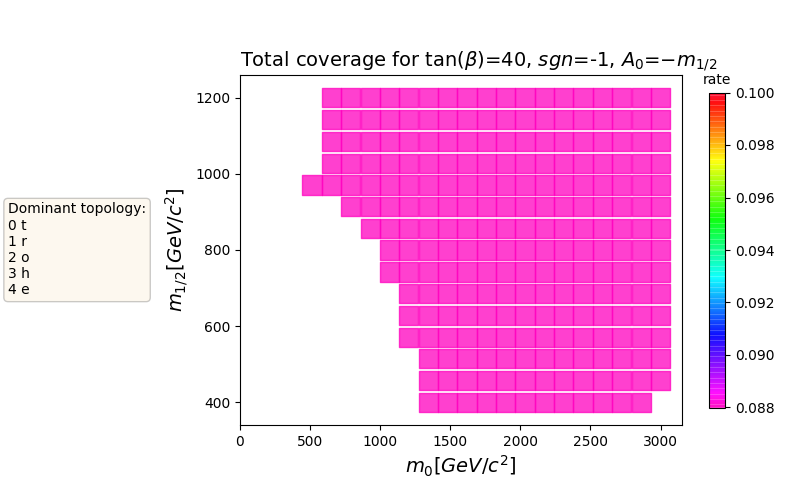 Total coverage for tan(β)=40, sgn=-1, A₀=−m₁/₂
rate
Dominant topology:
0 t
1 r
2 o
3 h
4 e
m₁/₂[GeV/c²]
1200
1000
800
600
400
0 500 1000 1500 2000 2500 3000
m₀[GeV/c²]
0.100
0.098
0.096
0.094
0.092
0.090
0.088